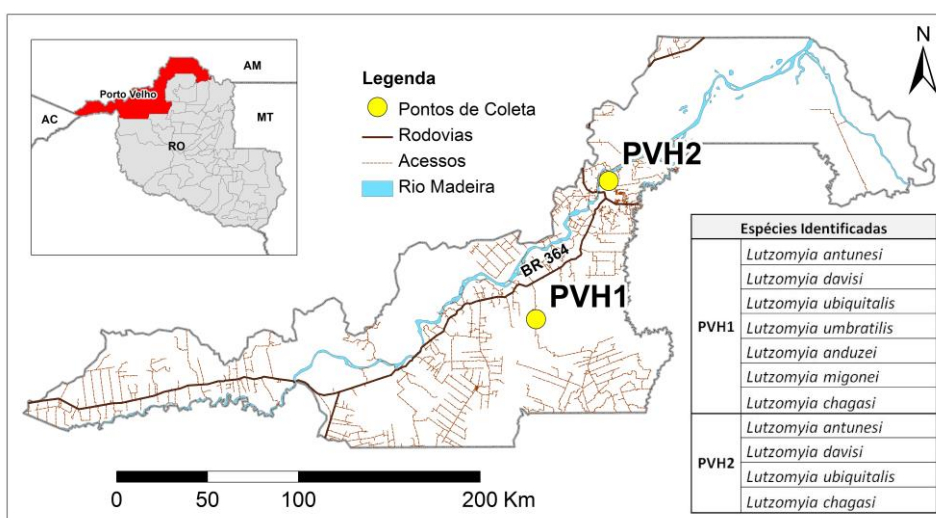 AM
Porto Velho
AC
MT
RO
Legenda
Pontos de Coleta
Rodovias
Acessos
Rio Madeira
N
PVH2
BR 364
PVH1
0 50 100 200 Km
Espécies Identificadas
PVH1
Lutzomyia antunesi
Lutzomyia davisi
Lutzomyia ubiquitalis
Lutzomyia umbratilis
Lutzomyia anduzei
Lutzomyia migonei
Lutzomyia chagasi
PVH2
Lutzomyia antunesi
Lutzomyia davisi
Lutzomyia ubiquitalis
Lutzomyia chagasi